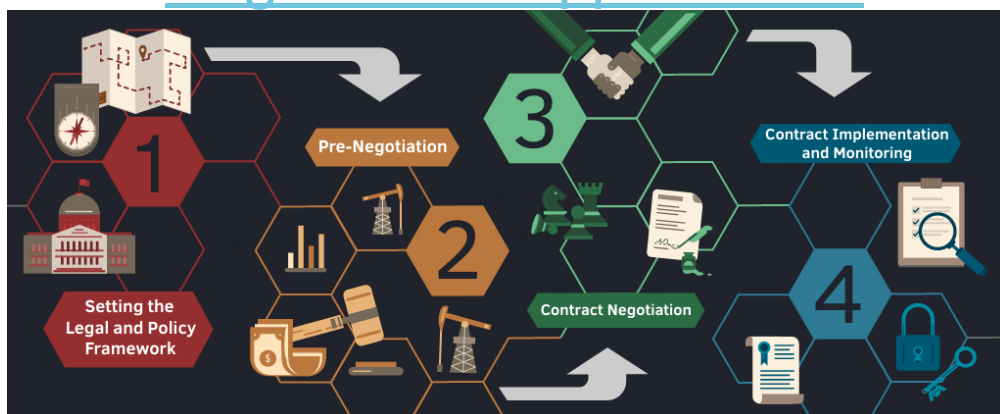 1
Setting the
Legal and Policy
Framework
Pre-Negotiation
2
$
3
Contract Negotiation
Contract Implementation
and Monitoring
4